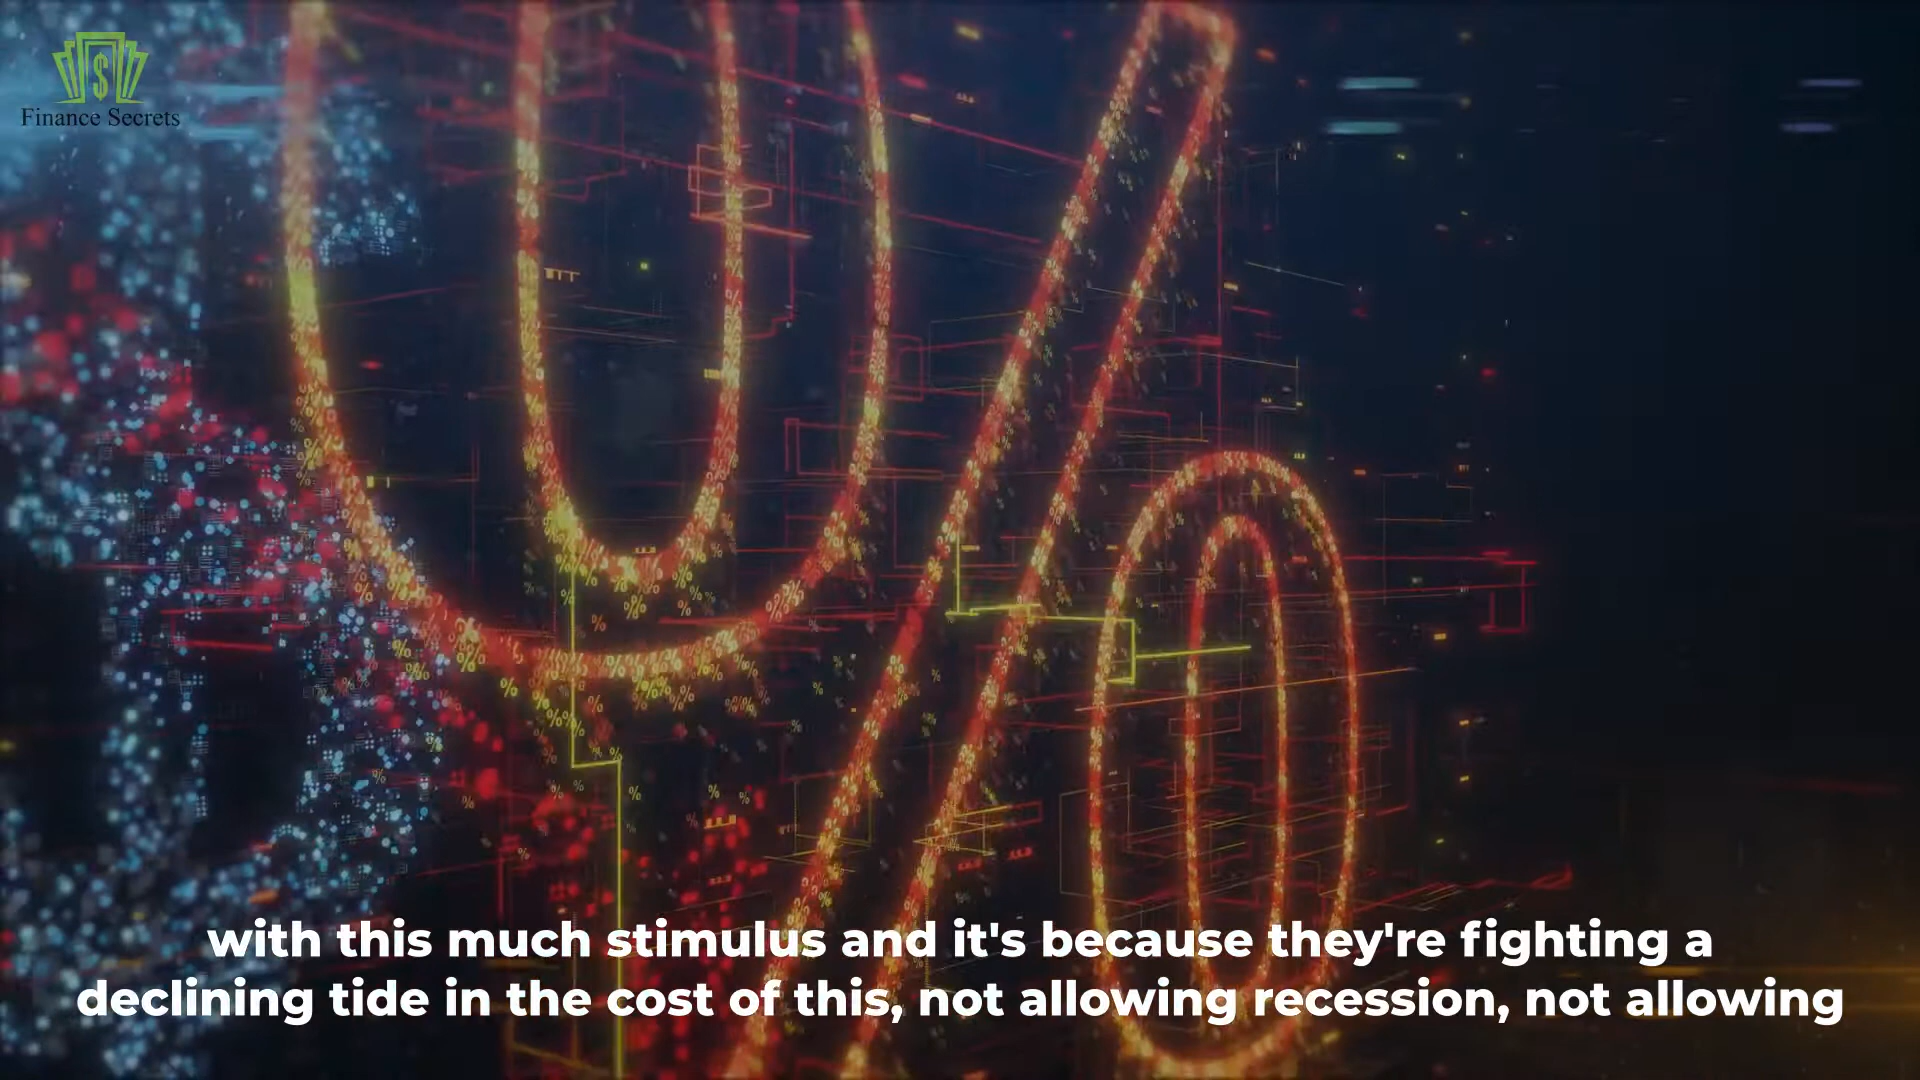 Finance Secrets
with this much stimulus and it's because they're fighting a
declining tide in the cost of this, not allowing recession, not allowing